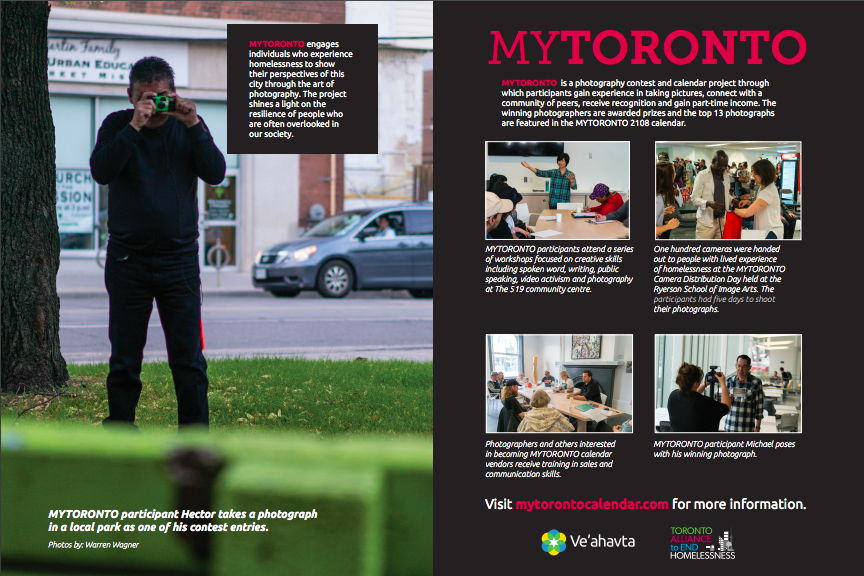 MYTORONTO engages
individuals who experience
homelessness to show
their perspectives of this
city through the art of
photography. The project
shines a light on the
resilience of people who
are often overlooked in
our society.
MYTORONTO participant Hector takes a photograph
in a local park as one of his contest entries.
Photos by: Warren Wagner
MYTORONTO
MYTORONTO is a photography contest and calendar project through
which participants gain experience in taking pictures, connect with a
community of peers, receive recognition and gain part-time income. The
winning photographers are awarded prizes and the top 13 photographs
are featured in the MYTORONTO 2108 calendar.
MYTORONTO participants attend a series
of workshops focused on creative skills
including spoken word, writing, public
speaking, video activism and photography
at The 519 community centre.
One hundred cameras were handed
out to people with lived experience
of homelessness at the MYTORONTO
Camera Distribution Day held at the
Ryerson School of Image Arts. The
participants had five days to shoot
their photographs.
Photographers and others interested
in becoming MYTORONTO calendar
vendors receive training in sales and
communication skills.
MYTORONTO participant Michael poses
with his winning photograph.
Visit mytorontocalendar.com for more information.
Ve'ahavta
TORONTO
ALLIANCE
to END
HOMELESSNESS
Family
URBAN EDUCA
REET MIS
URCH
THE
SSION